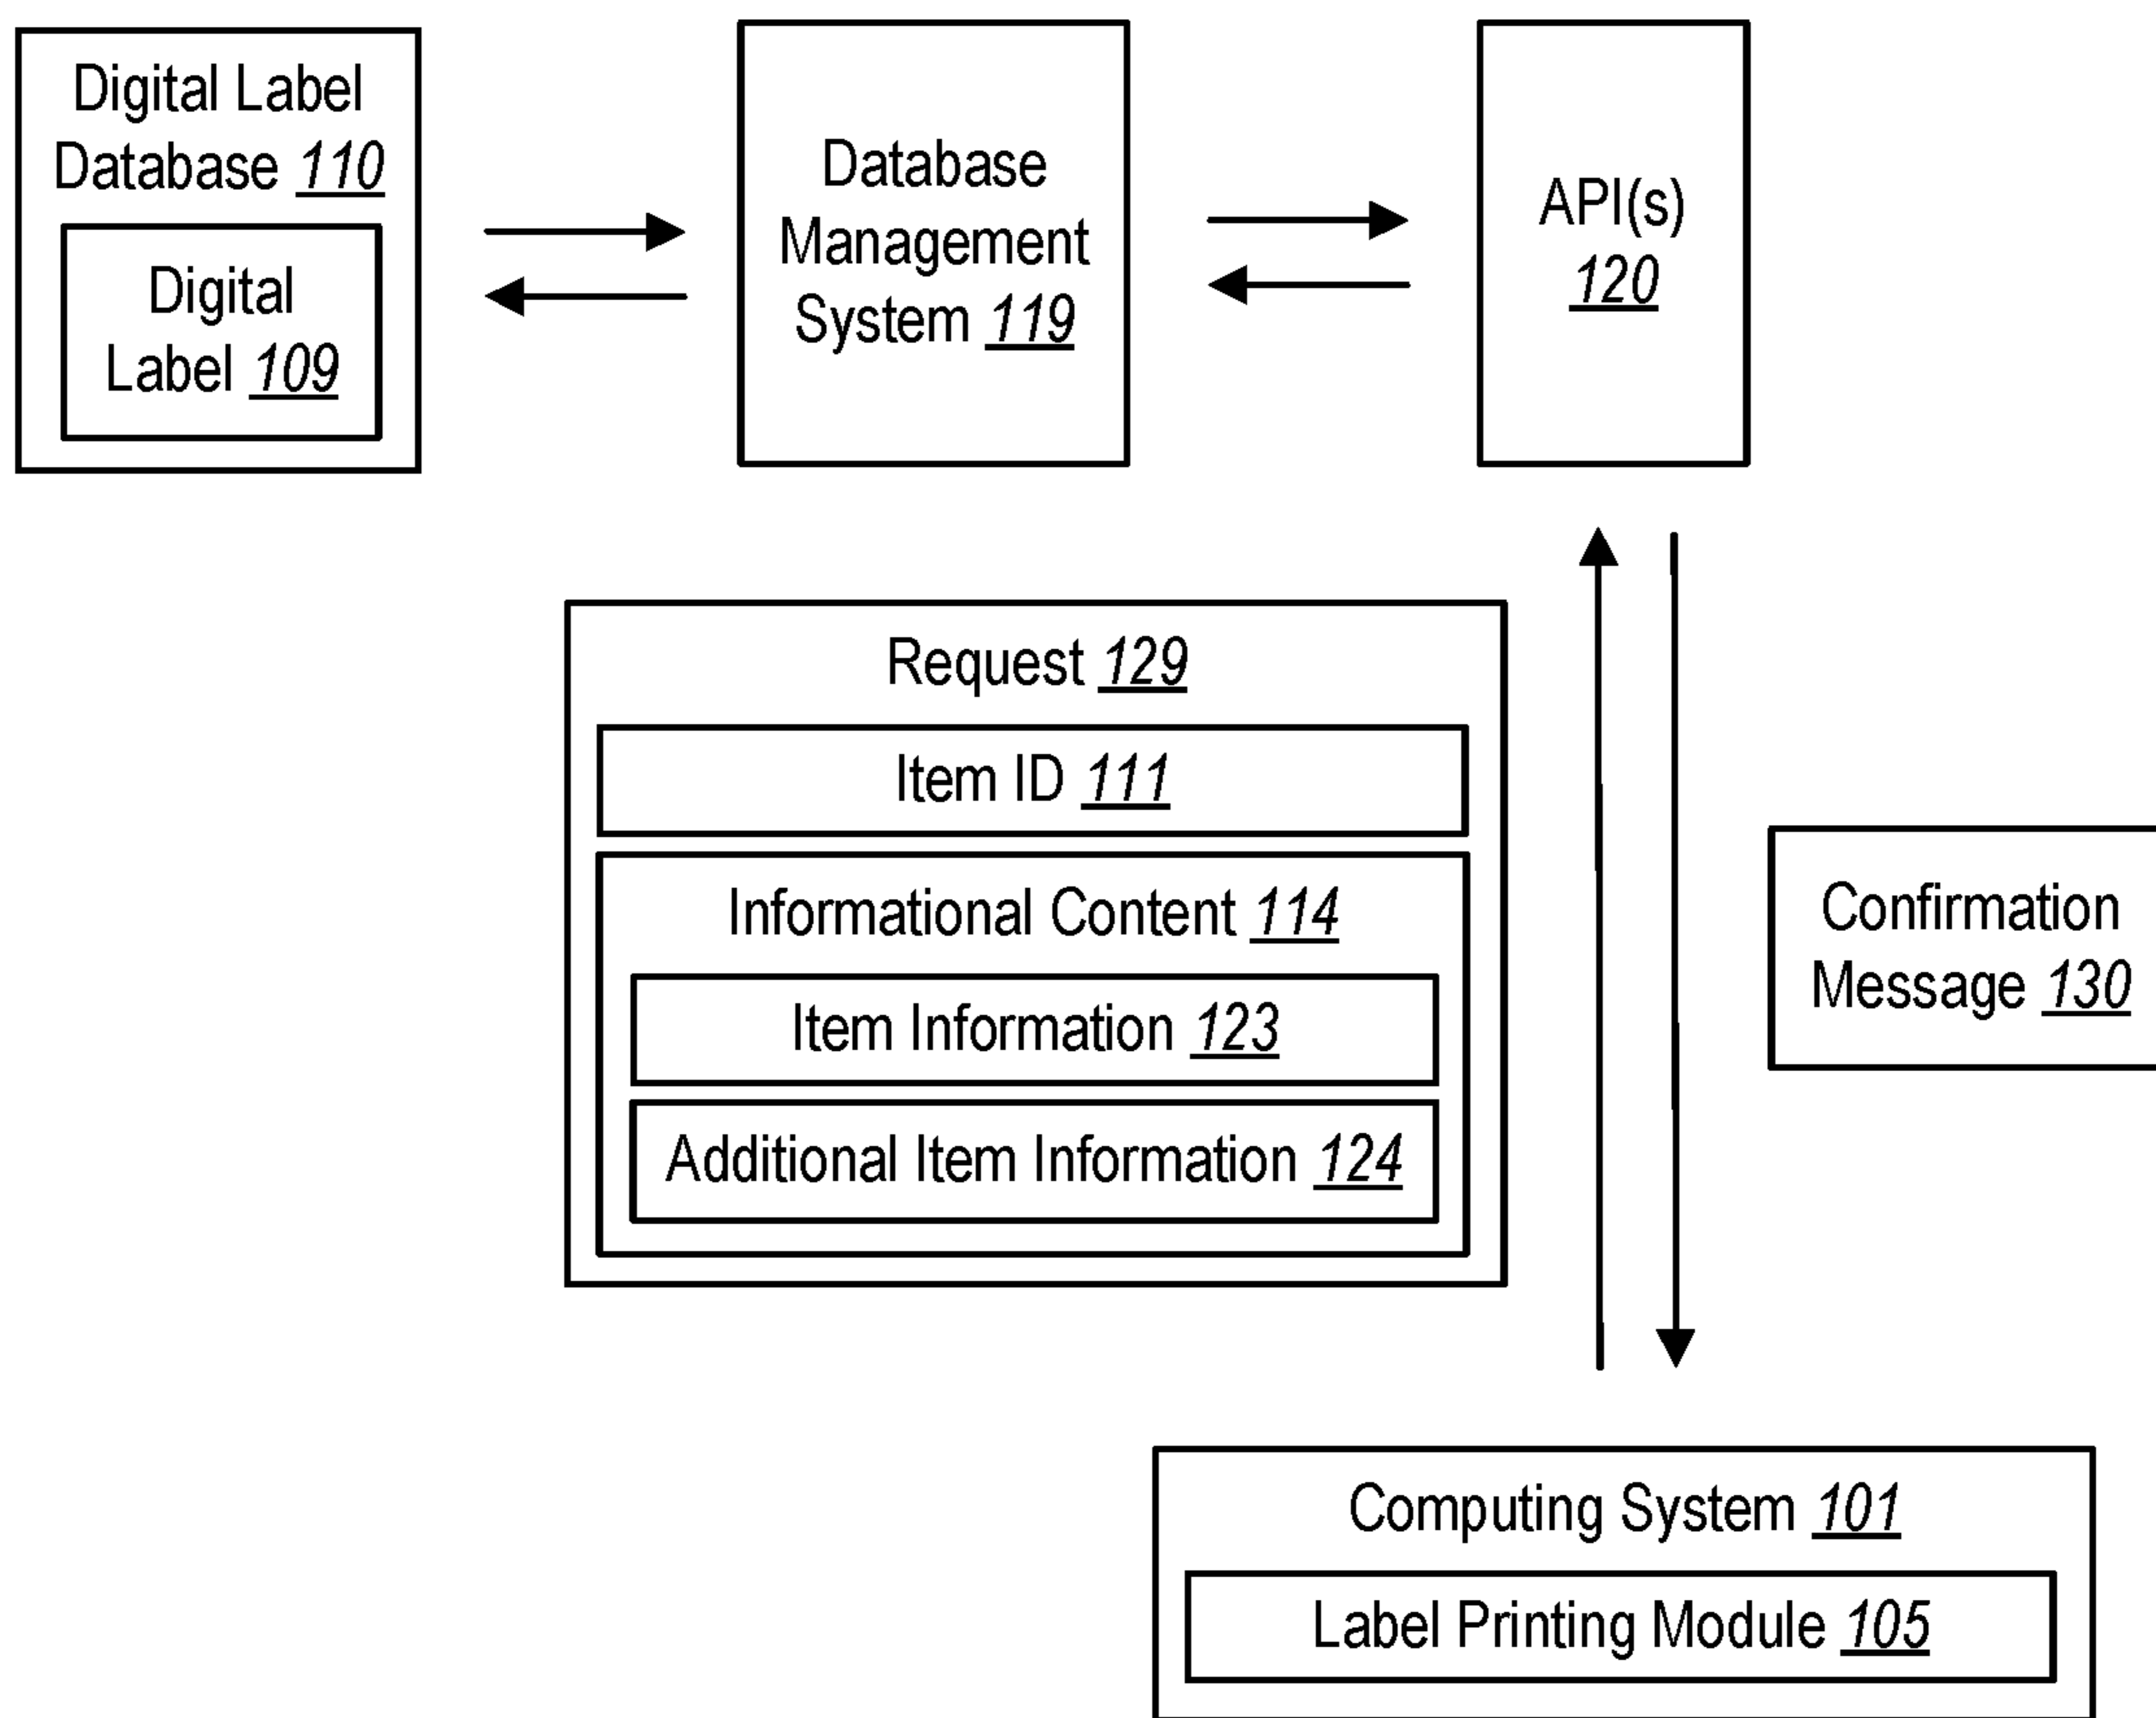 Digital Label
Database 110
Digital
Label 109
Database
Management
System 119
API(s)
120
Request 129
Item ID 111
Informational Content 114
Item Information 123
Additional Item Information 124
Confirmation
Message 130
Computing System 101
Label Printing Module 105